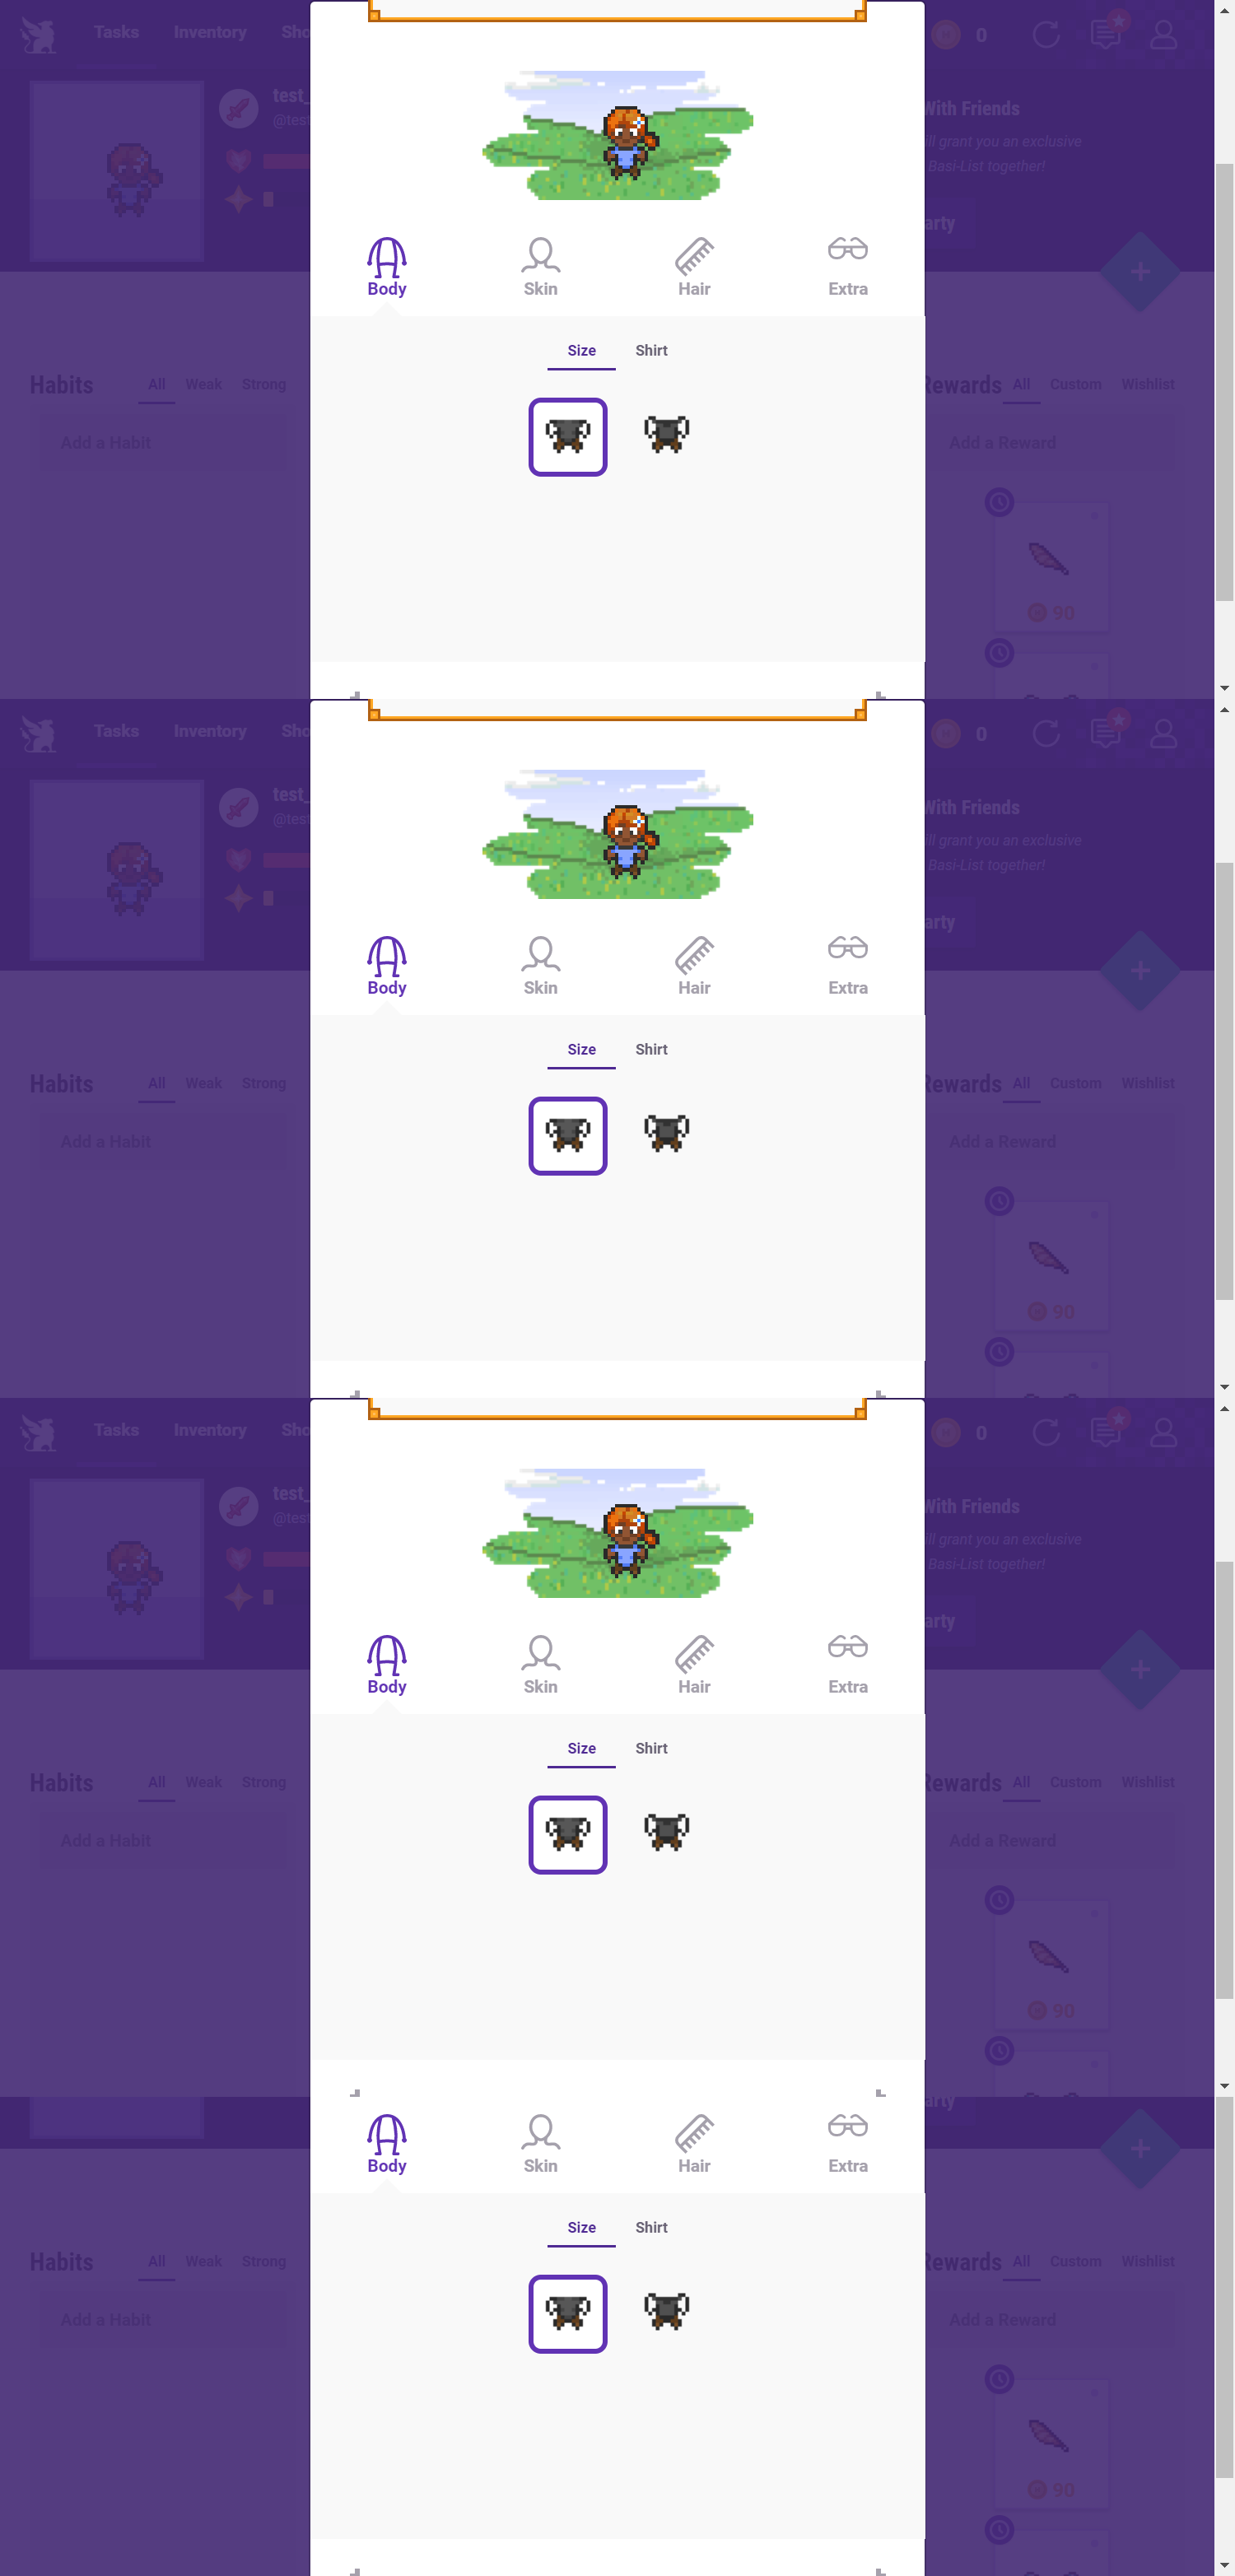 Tasks Inventory Sho 0
test_
@test
With Friends
ill grant you an exclusive
Basi-List together!
arty
Body Skin Hair Extra
Size Shirt
Habits All Weak Strong
Rewards All Custom Wishlist
Add a Habit
Add a Reward
90
Tasks Inventory Sho 0
test_
@test
With Friends
ill grant you an exclusive
Basi-List together!
arty
Body Skin Hair Extra
Size Shirt
Habits All Weak Strong
Rewards All Custom Wishlist
Add a Habit
Add a Reward
90
Tasks Inventory Sho 0
test_
@test
With Friends
ill grant you an exclusive
Basi-List together!
arty
Body Skin Hair Extra
Size Shirt
Habits All Weak Strong
Rewards All Custom Wishlist
Add a Habit
Add a Reward
90
arty
Body Skin Hair Extra
Size Shirt
Habits All Weak Strong
Rewards All Custom Wishlist
Add a Habit
Add a Reward
90